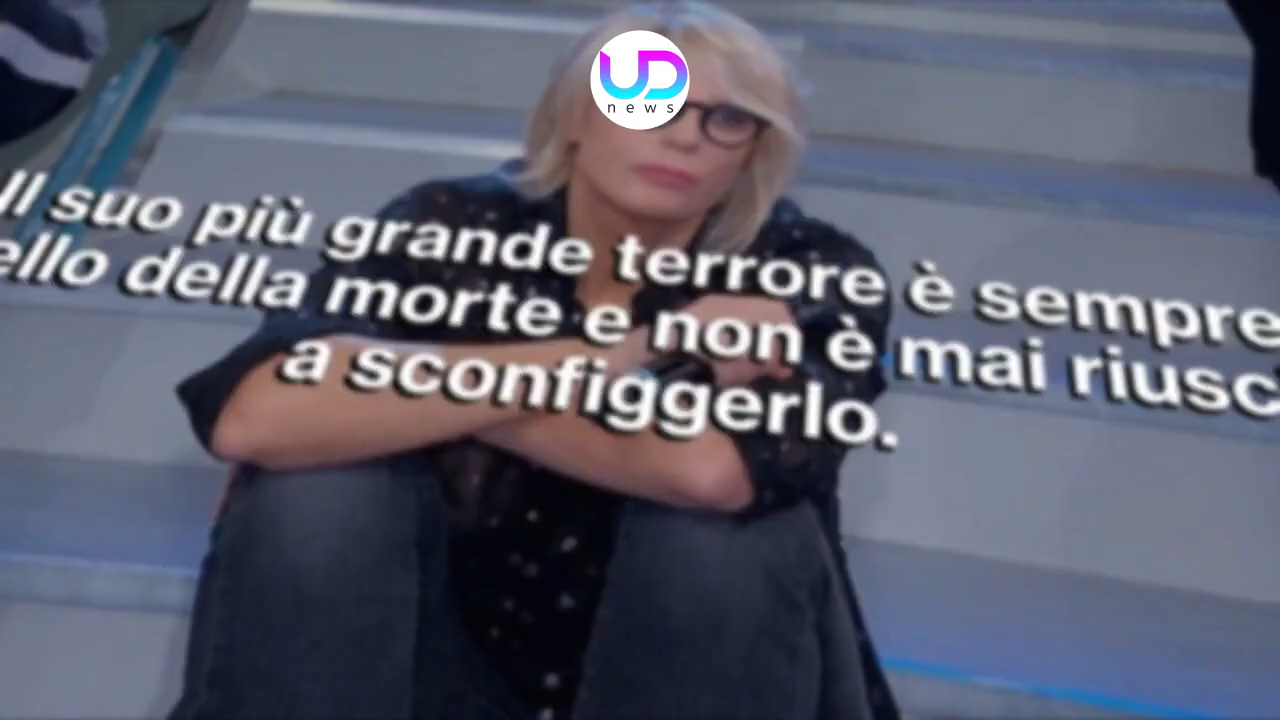 UD
news
Il suo più grande terrore è sempre
ello della morte e non è mai riusc
a sconfiggerlo.